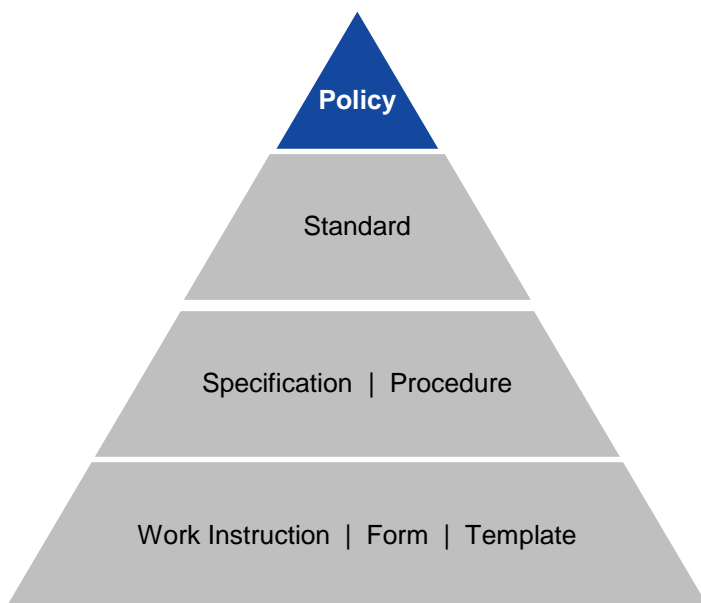 Policy
Standard
Specification | Procedure
Work Instruction | Form | Template